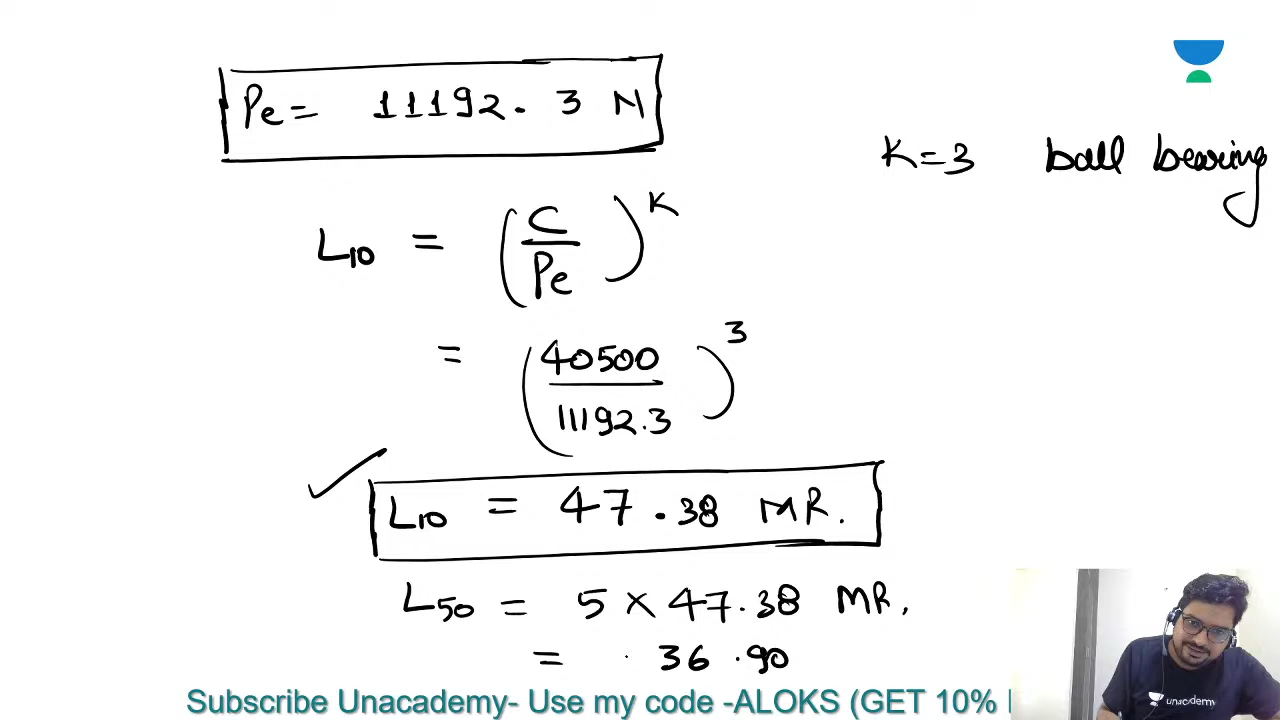 Pe = 11192.3 N
K=3 ball bearing
L10 = (C/Pe)^K
= (40500/11192.3)^3
L10 = 47.38 MR.
L50 = 5 × 47.38 MR.
= 36.90
unacademy
Subscribe Unacademy- Use my code -ALOKS (GET 10%